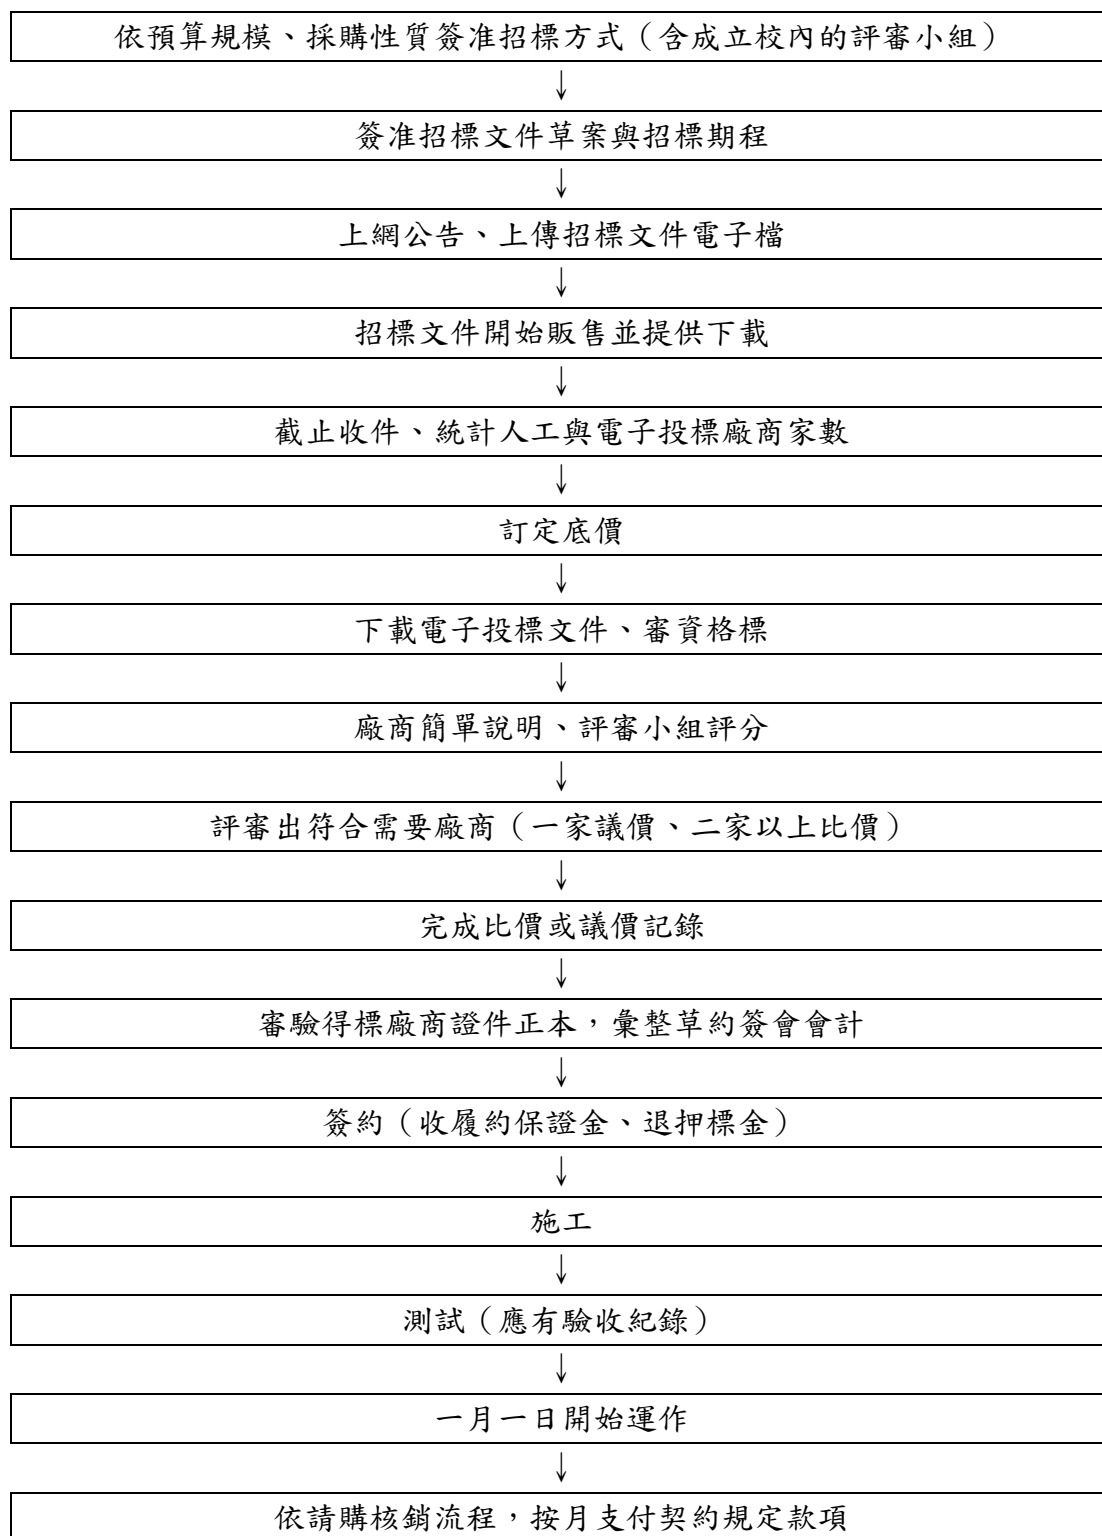 依預算規模、採購性質簽准招標方式（含成立校內的評審小組）
↓
簽准招標文件草案與招標期程
↓
上網公告、上傳招標文件電子檔
↓
招標文件開始販售並提供下載
↓
截止收件、統計人工與電子投標廠商家數
↓
訂定底價
↓
下載電子投標文件、審資格標
↓
廠商簡單說明、評審小組評分
↓
評審出符合需要廠商（一家議價、二家以上比價）
↓
完成比價或議價記錄
↓
審驗得標廠商證件正本，彙整草約簽會會計
↓
簽約（收履約保證金、退押標金）
↓
施工
↓
測試（應有驗收紀錄）
↓
一月一日開始運作
↓
依請購核銷流程，按月支付契約規定款項